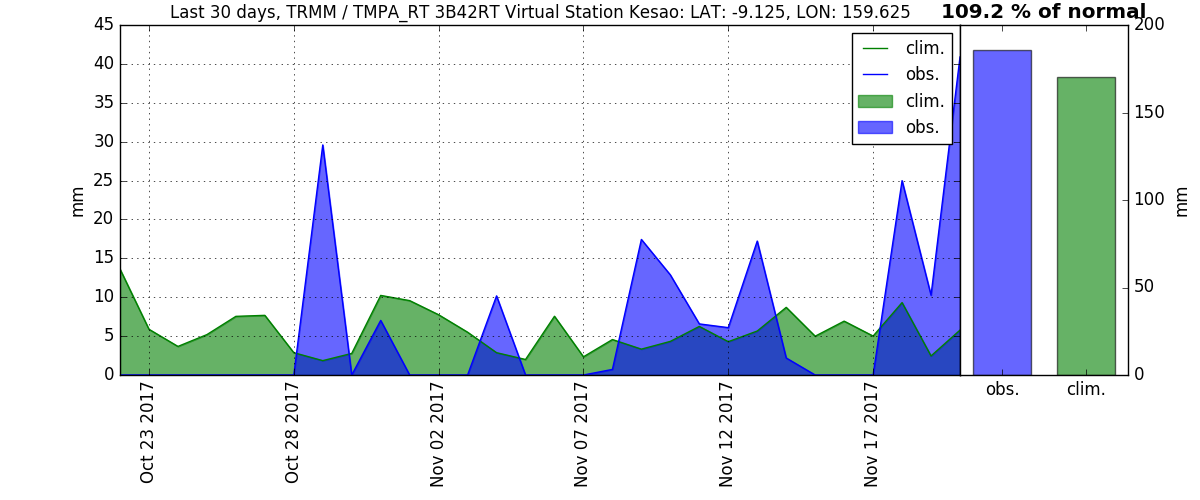 Last 30 days, TRMM / TMPA_RT 3B42RT Virtual Station Kesao: LAT: -9.125, LON: 159.625
109.2 % of normal
45
40
35
30
25
20
15
10
5
0
mm
clim.
obs.
clim.
obs.
200
150
100
50
0
mm
obs.
clim.
Oct 23 2017
Oct 28 2017
Nov 02 2017
Nov 07 2017
Nov 12 2017
Nov 17 2017